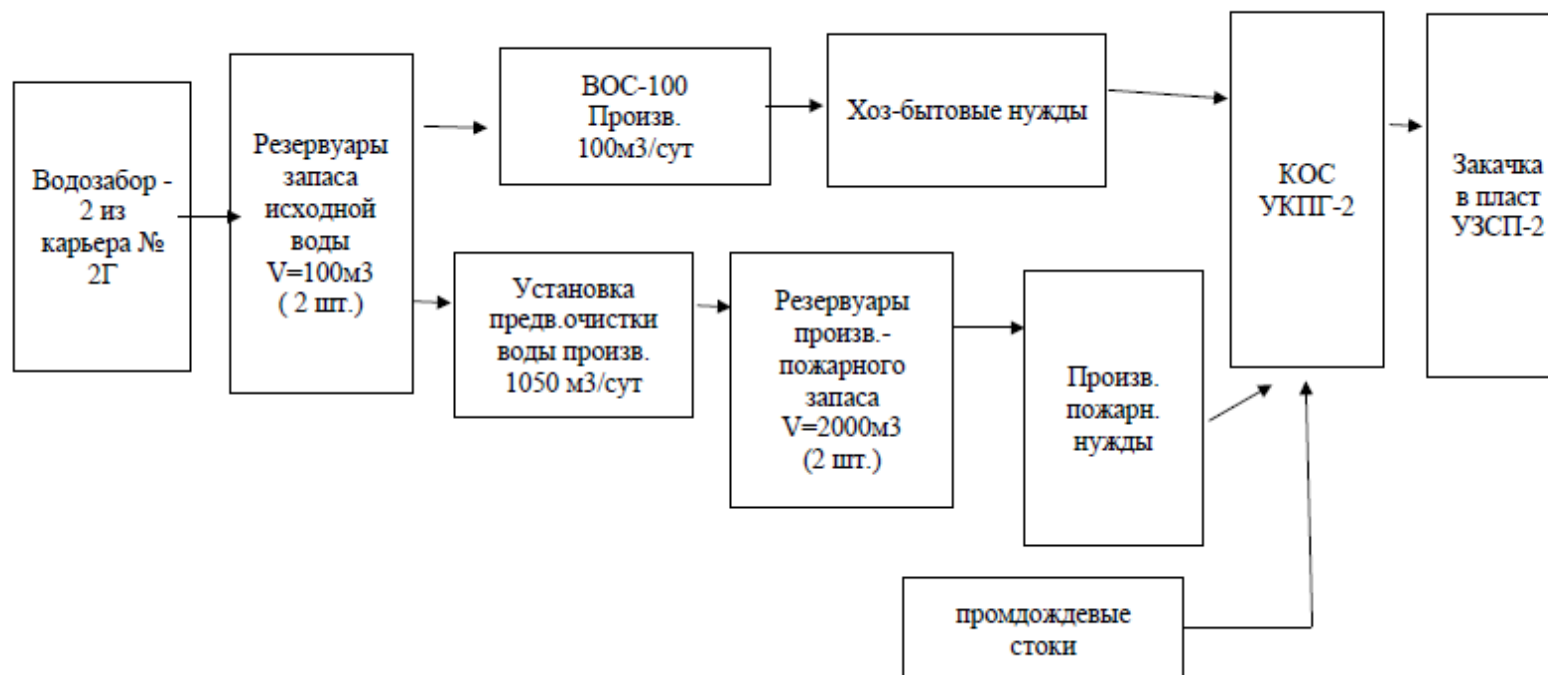 Водозабор -
2 из
карьера №
2Г
Резервуары
запаса
исходной
воды
V=100м3
( 2 шт.)
ВОС-100
Произв.
100м3/сут
Хоз-бытовые нужды
Установка
предв.очистки
воды произв.
1050 м3/сут
Резервуары
произв.-
пожарного
запаса
V=2000м3
(2 шт.)
Произв.
пожарн.
нужды
промдождевые
стоки
КОС
УКПГ-2
Закачка
в пласт
УЗСП-2